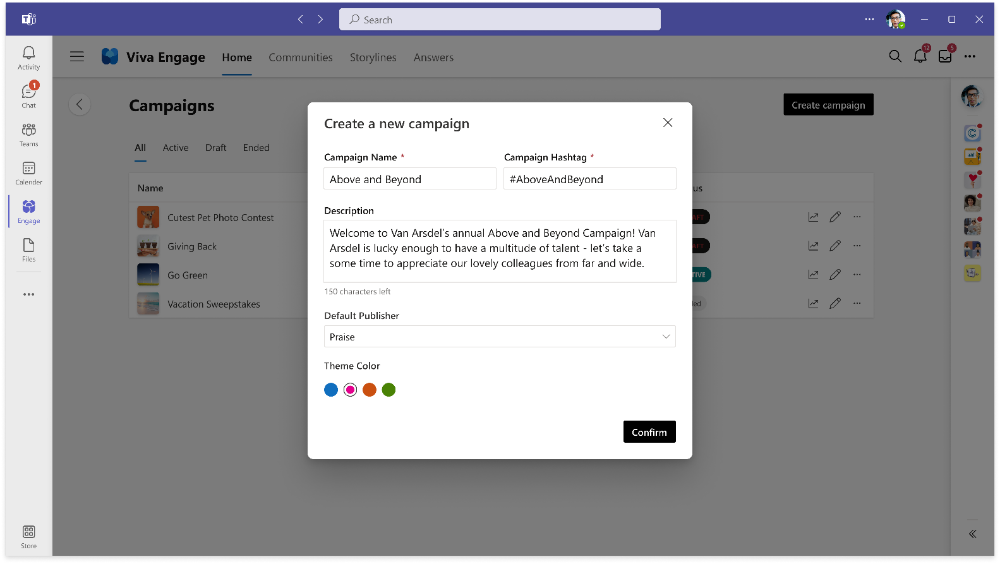 Search
Activity
1
Chat
Teams
Calender
Engage
Files
Store
Viva Engage
Home
Communities
Storylines
Answers
12
5
Campaigns
Create campaign
All
Active
Draft
Ended
Name
us
Cutest Pet Photo Contest
AFT
Giving Back
AFT
Go Green
TIVE
Vacation Sweepstakes
ded
Create a new campaign
Campaign Name *
Campaign Hashtag *
Above and Beyond
#AboveAndBeyond
Description
Welcome to Van Arsdel’s annual Above and Beyond Campaign! Van
Arsdel is lucky enough to have a multitude of talent - let’s take a
some time to appreciate our lovely colleagues from far and wide.
150 characters left
Default Publisher
Praise
Theme Color
Confirm